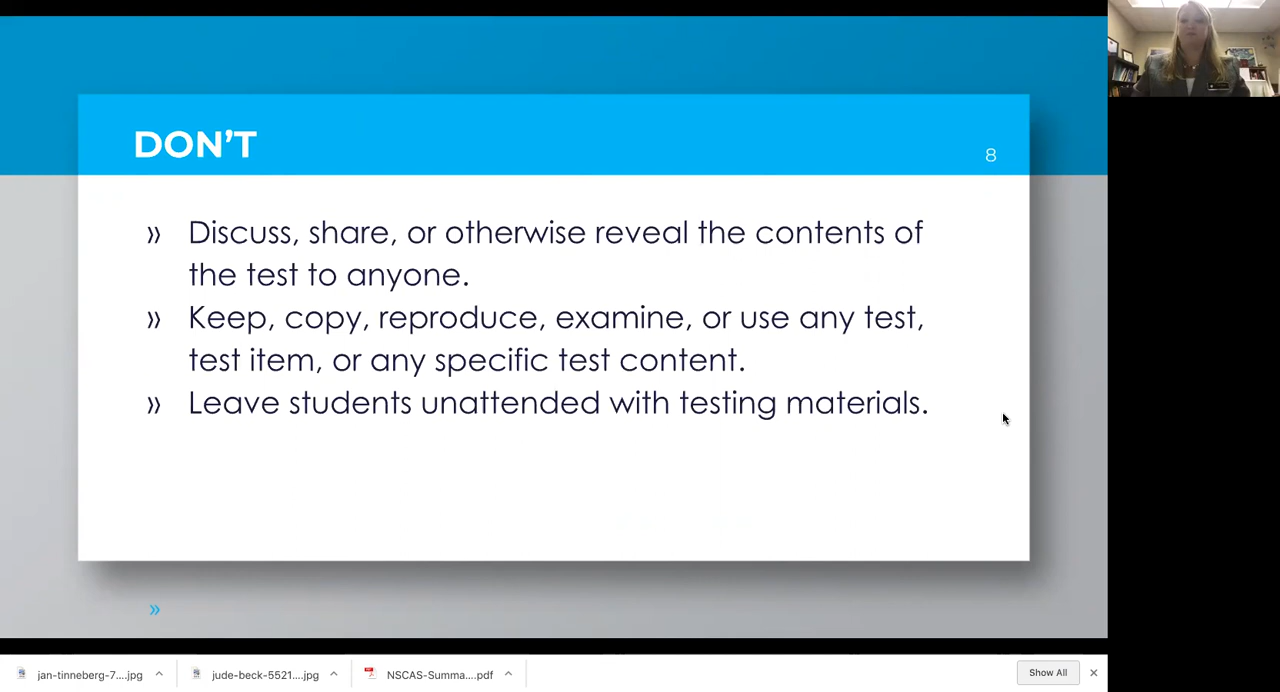 DON'T
8
» Discuss, share, or otherwise reveal the contents of
the test to anyone.
» Keep, copy, reproduce, examine, or use any test,
test item, or any specific test content.
» Leave students unattended with testing materials.
»
jan-tinneberg-7....jpg
jude-beck-5521....jpg
NSCAS-Summa....pdf
Show All